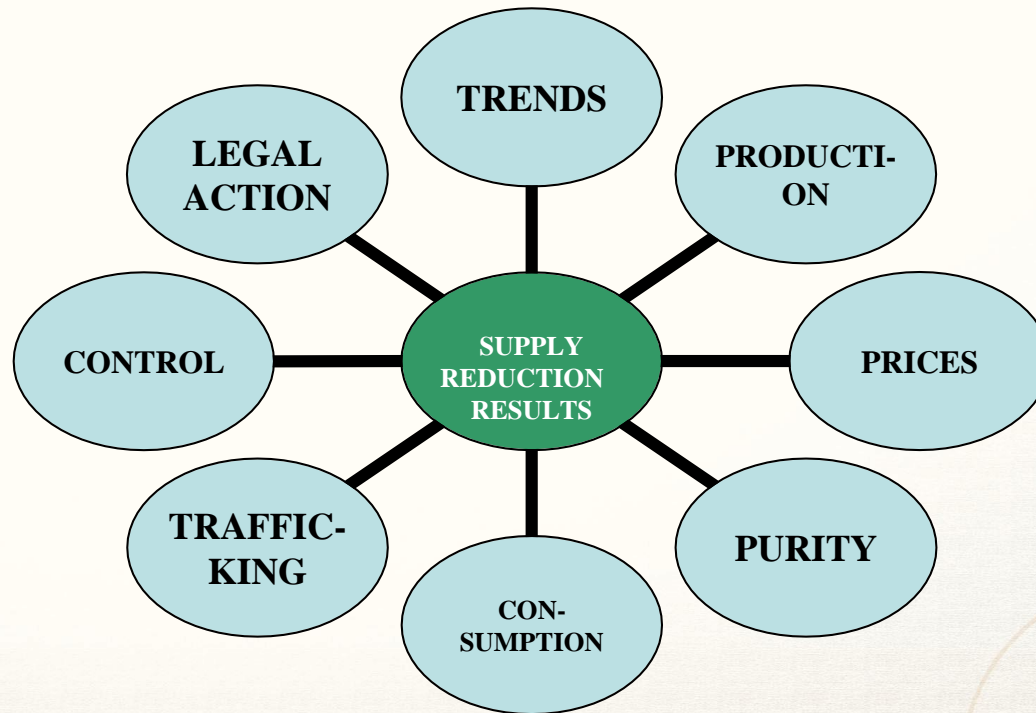 TRENDS
LEGAL
ACTION
PRODUCTI-
ON
CONTROL
SUPPLY
REDUCTION
RESULTS
PRICES
TRAFFIC-
KING
CON-
SUMPTION
PURITY